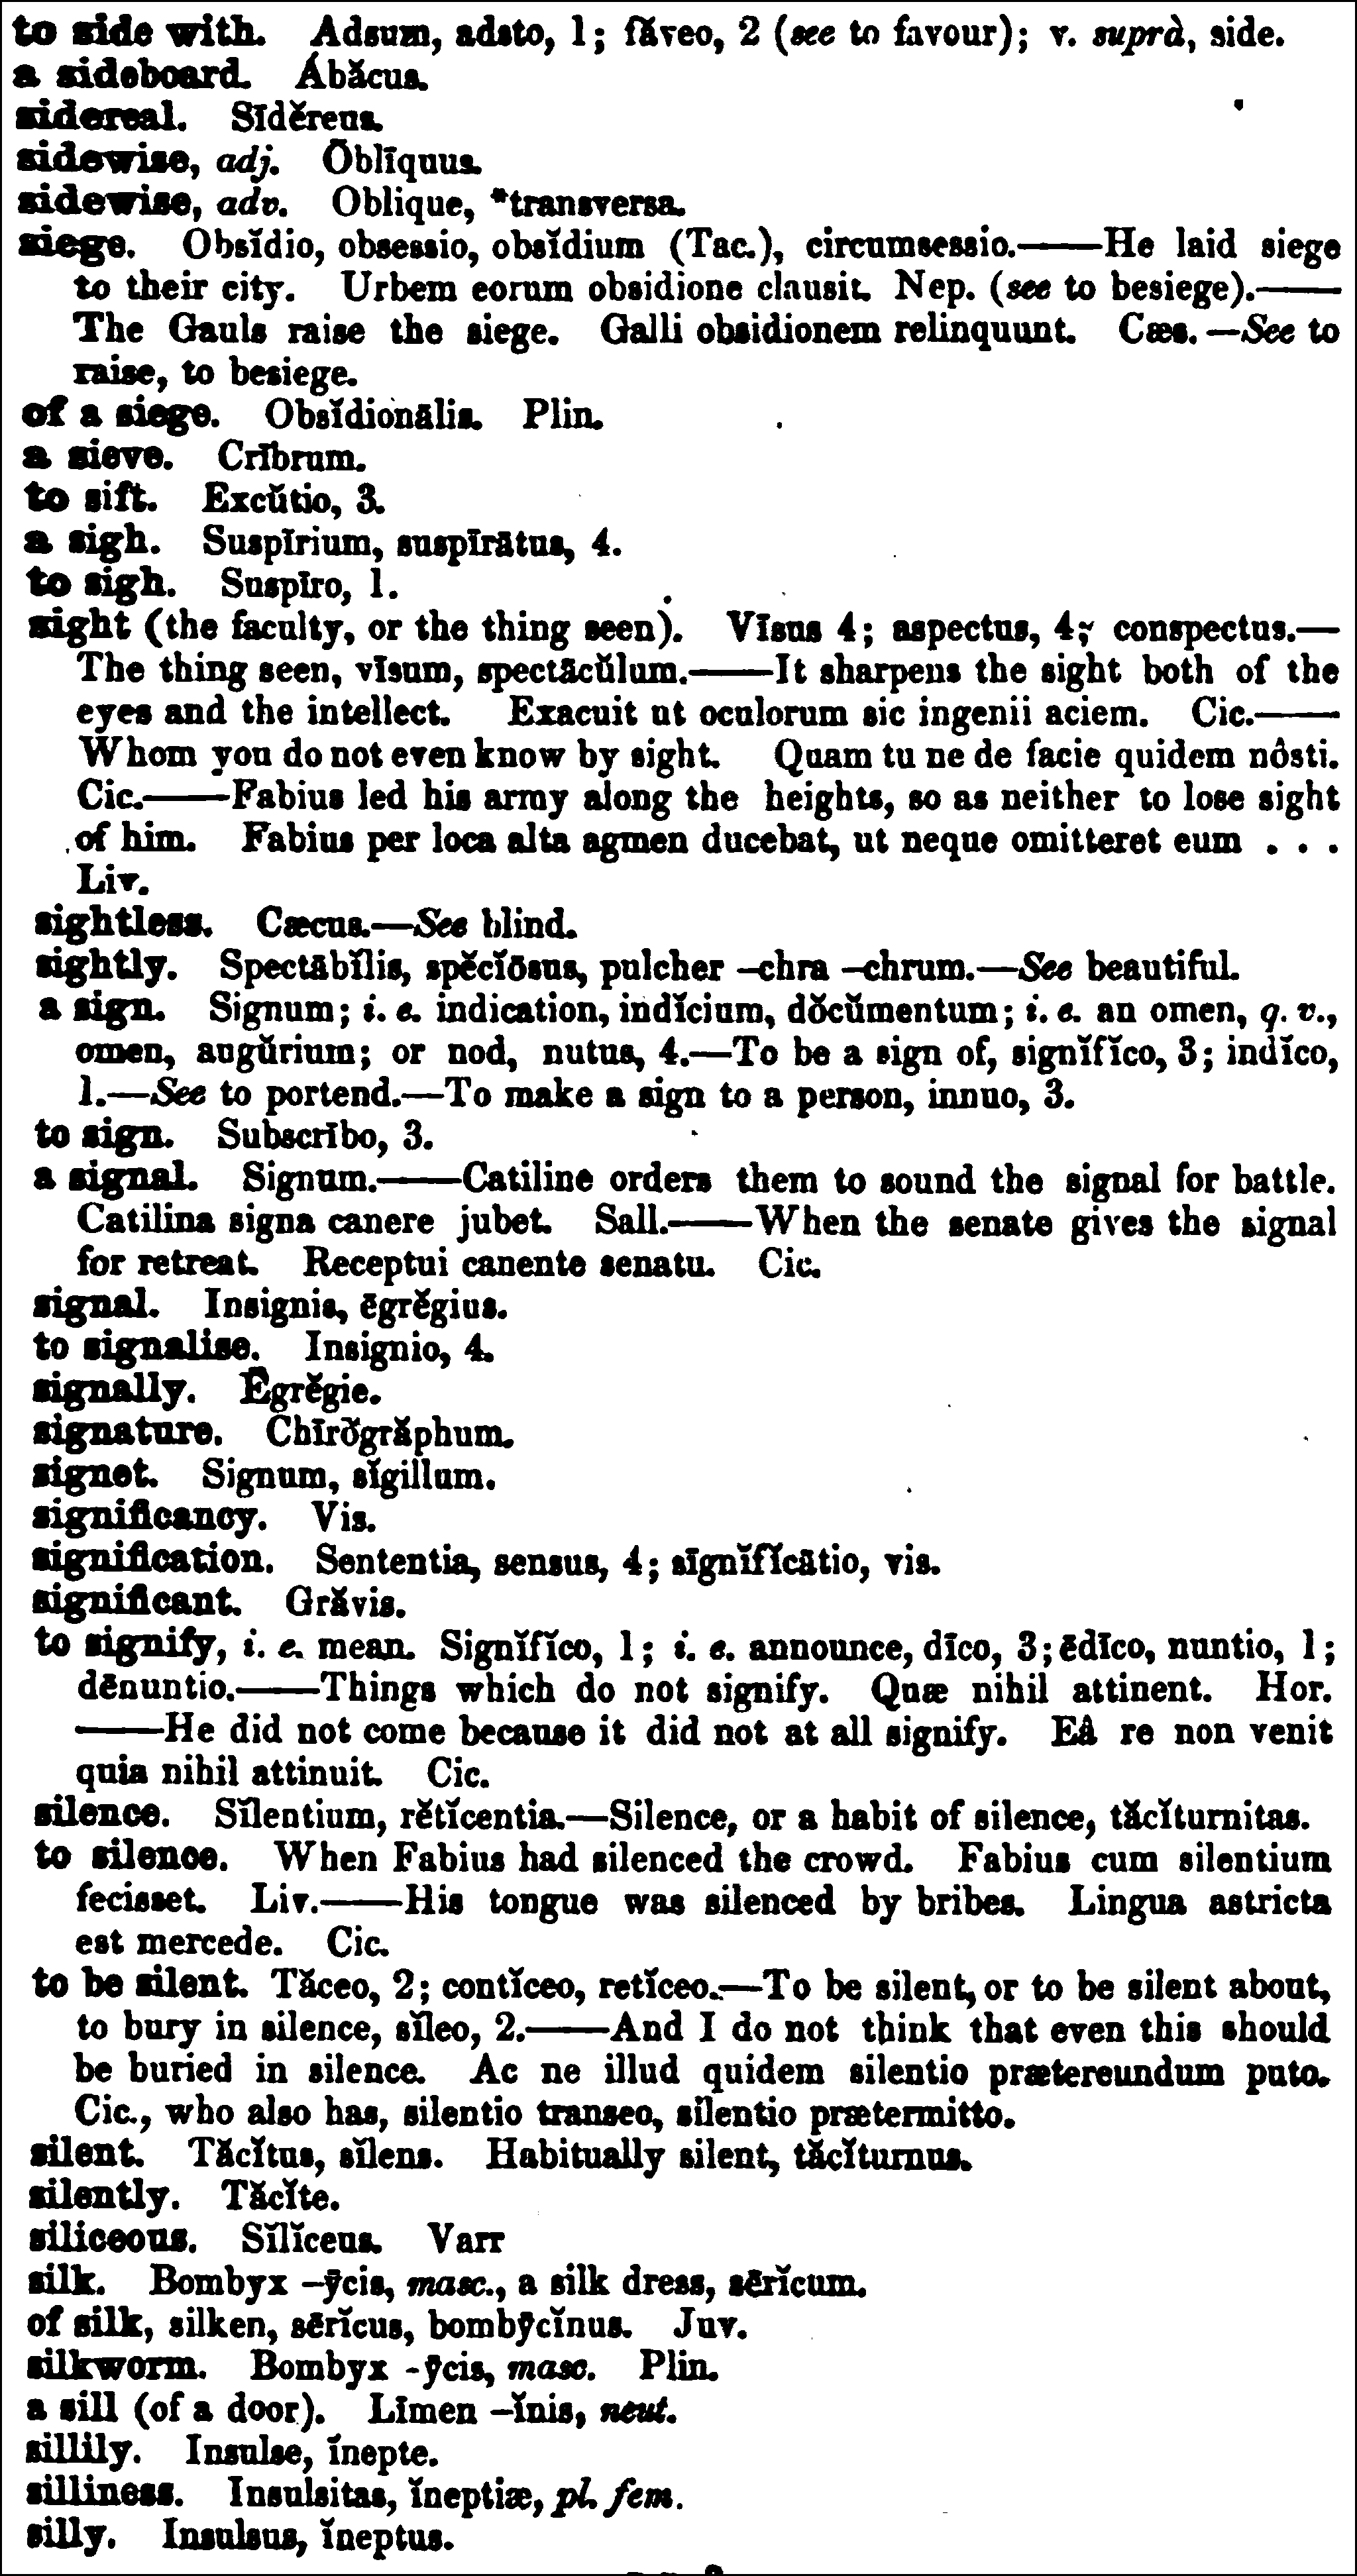 to side with. Adsum, adsto, 1; făveo, 2 (see to favour); v. suprà, side.
a sideboard. Ábăcus.
sidereal. Sīdĕreus.
sidewise, adj. Ōblīquus.
sidewise, adv. Oblique, *transversa.
siege. Obsĭdio, obsessio, obsĭdium (Tac.), circumsessio.——He laid siege
to their city. Urbem eorum obsidione clausit. Nep. (see to besiege).——
The Gauls raise the siege. Galli obsidionem relinquunt. Cæs.—See to
raise, to besiege.
of a siege. Obsĭdionālis. Plin.
a sieve. Crībrum.
to sift. Excŭtio, 3.
a sigh. Suspīrium, suspīrātus, 4.
to sigh. Suspīro, 1.
sight (the faculty, or the thing seen). Vīsus 4; aspectus, 4; conspectus.—
The thing seen, vīsum, spectācŭlum.——It sharpens the sight both of the
eyes and the intellect. Exacuit ut oculorum sic ingenii aciem. Cic.——
Whom you do not even know by sight. Quam tu ne de facie quidem nôsti.
Cic.——Fabius led his army along the heights, so as neither to lose sight
of him. Fabius per loca alta agmen ducebat, ut neque omitteret eum . . .
Liv.
sightless. Cæcus.—See blind.
sightly. Spectābĭlis, spĕcĭōsus, pulcher –chra –chrum.—See beautiful.
a sign. Signum; i. e. indication, indĭcium, dŏcŭmentum; i. e. an omen, q. v.,
omen, augŭrium; or nod, nutus, 4.—To be a sign of, signĭfĭco, 3; indĭco,
1.—See to portend.—To make a sign to a person, innuo, 3.
to sign. Subscrībo, 3.
a signal. Signum.——Catiline orders them to sound the signal for battle.
Catilina signa canere jubet. Sall.——When the senate gives the signal
for retreat. Receptui canente senatu. Cic.
signal. Insignis, ēgrĕgius.
to signalise. Insignio, 4.
signally. Ēgrĕgie.
signature. Chīrŏgrăphum.
signet. Signum, sĭgillum.
significancy. Vis.
signification. Sententia, sensus, 4; sīgnĭfĭcātio, vis.
significant. Grăvis.
to signify, i. e. mean. Signĭfĭco, 1; i. e. announce, dīco, 3; ēdīco, nuntio, 1;
dēnuntio.——Things which do not signify. Quæ nihil attinent. Hor.
——He did not come because it did not at all signify. Eâ re non venit
quia nihil attinuit. Cic.
silence. Sĭlentium, rĕtĭcentia.—Silence, or a habit of silence, tăcĭturnitas.
to silence. When Fabius had silenced the crowd. Fabius cum silentium
fecisset. Liv.——His tongue was silenced by bribes. Lingua astricta
est mercede. Cic.
to be silent. Tăceo, 2; contĭceo, retĭceo.—To be silent, or to be silent about,
to bury in silence, sĭleo, 2.——And I do not think that even this should
be buried in silence. Ac ne illud quidem silentio prætereundum puto.
Cic., who also has, silentio transeo, silentio prætermitto.
silent. Tăcĭtus, sĭlens. Habitually silent, tăcĭturnus.
silently. Tăcĭte.
siliceous. Sĭlĭceus. Varr
silk. Bombyx –ȳcis, masc., a silk dress, sērĭcum.
of silk, silken, sērĭcus, bombȳcĭnus. Juv.
silkworm. Bombyx -ȳcis, masc. Plin.
a sill (of a door). Līmen –ĭnis, neut.
sillily. Insulse, ĭnepte.
silliness. Insulsitas, ĭneptiæ, pl. fem.
silly. Insulsus, ĭneptus.